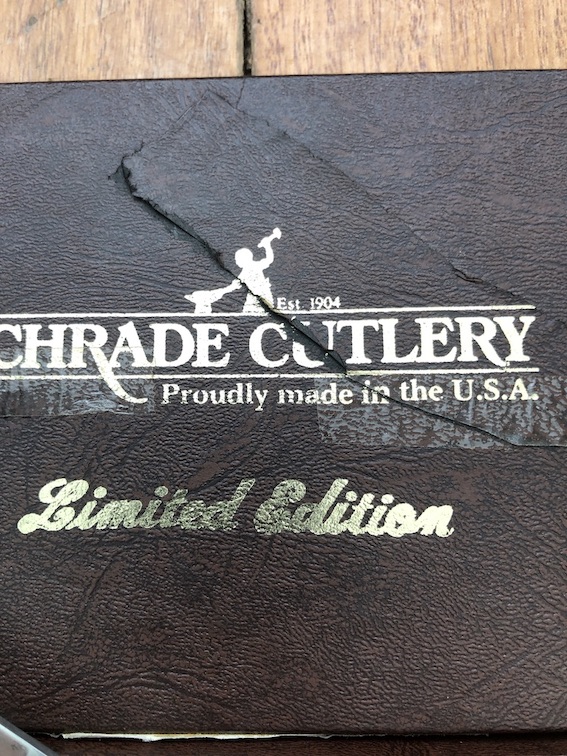 Est. 1904
CHRADE CUTLERY
Proudly made in the U.S.A.
Limited Edition